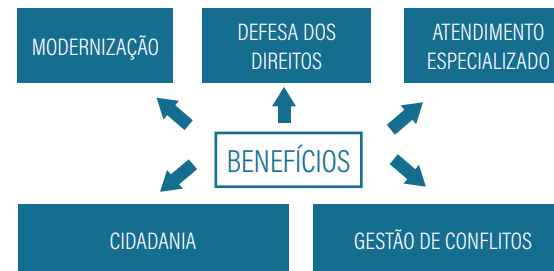 MODERNIZAÇÃO
DEFESA DOS
DIREITOS
ATENDIMENTO
ESPECIALIZADO
BENEFÍCIOS
CIDADANIA
GESTÃO DE CONFLITOS